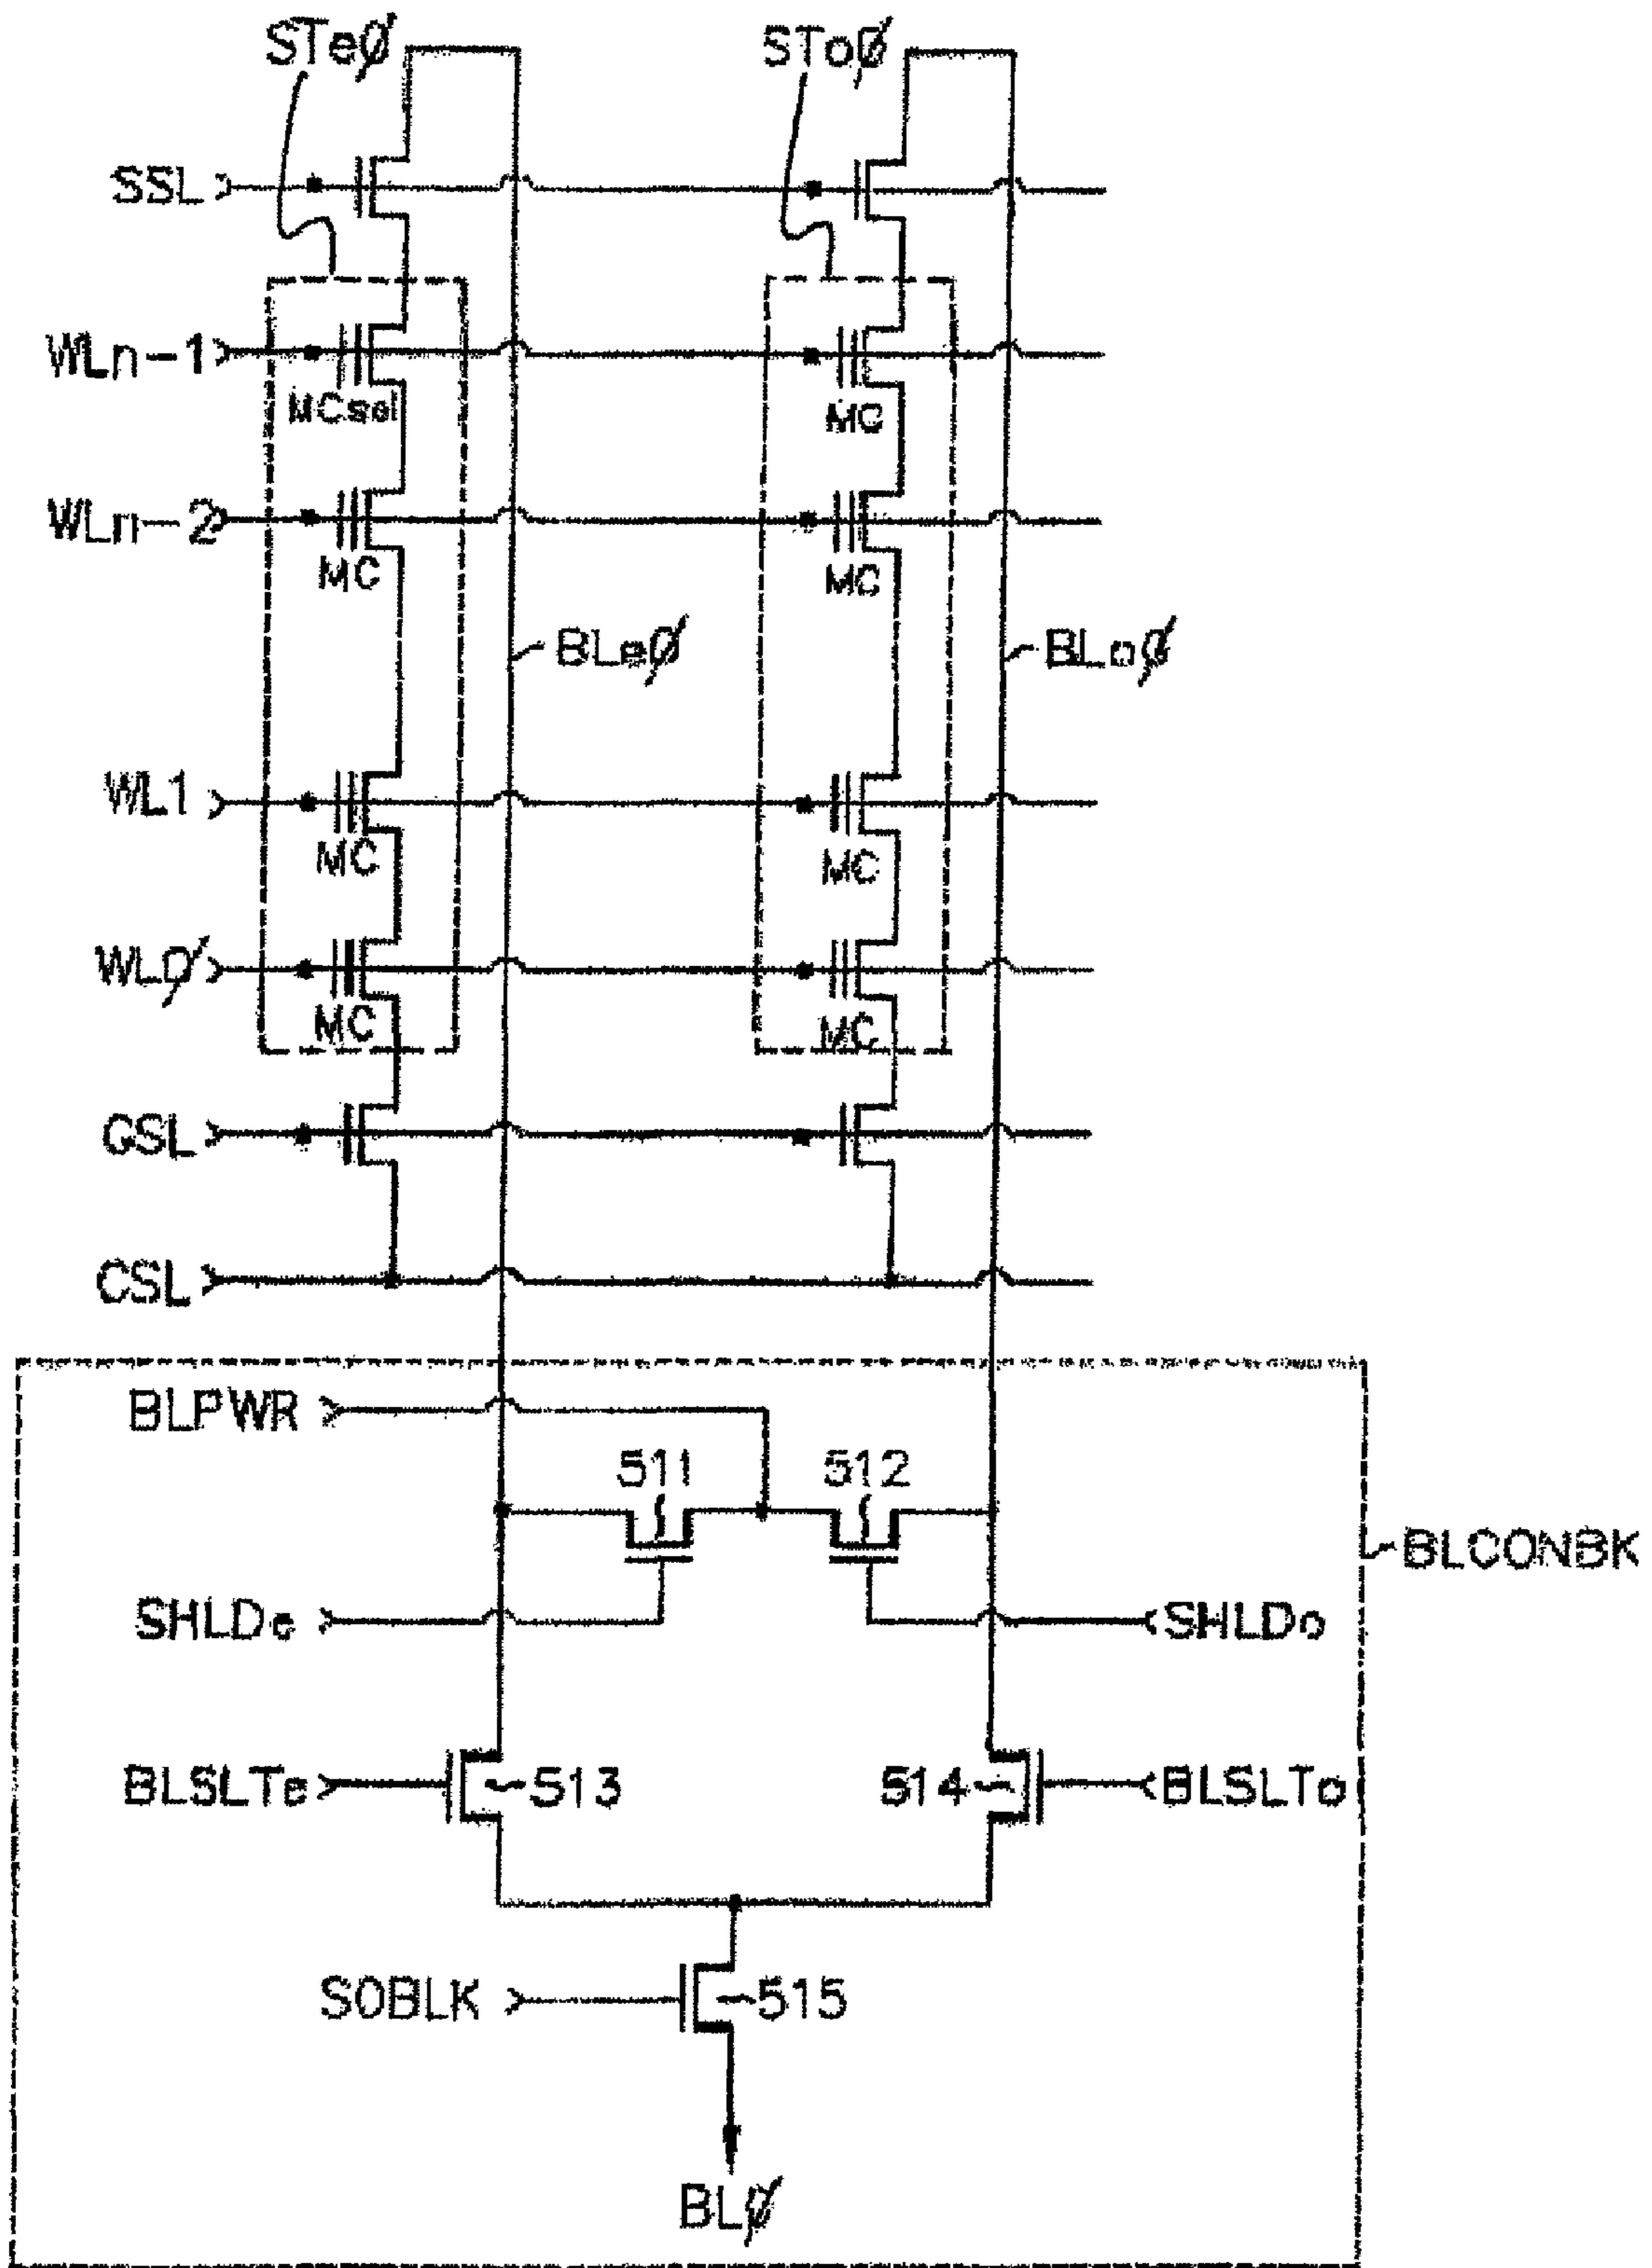 STeØ SToØ
SSL
WLn-1
MCsel MC
WLn-2
MC MC
BLeØ BLoØ
WL1
MC MC
WLØ
MC MC
GSL
CSL
BLPWR
511 512
BLCONBK
SHLDe SHLDo
BLSLTe 513 514 BLSLTo
SOBLK 515
BLØ